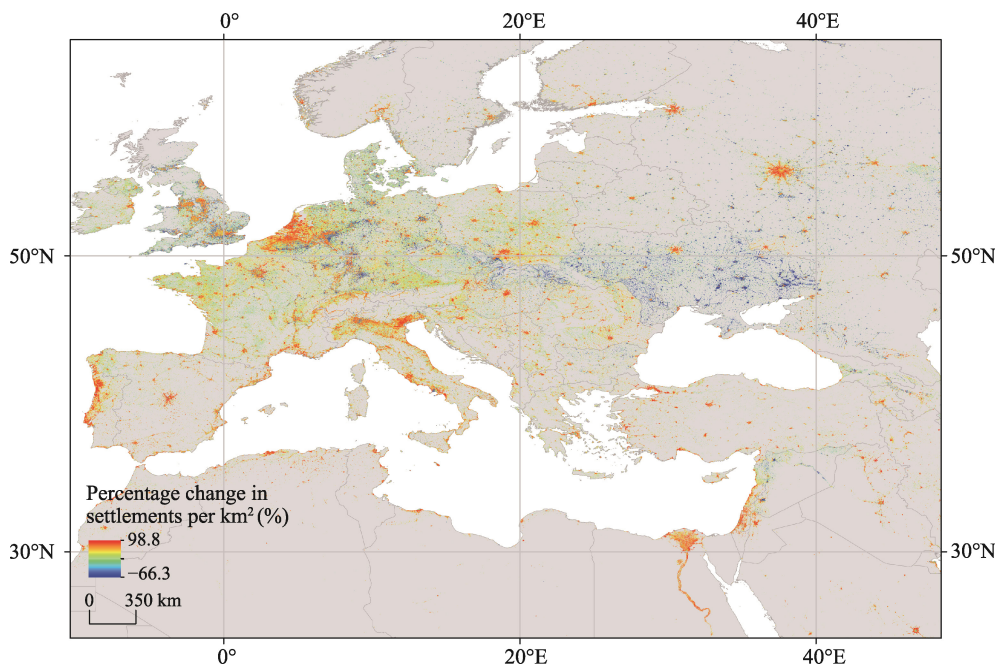 0° 20°E 40°E
50°N 50°N
Percentage change in
settlements per km² (%)
98.8
−66.3
30°N 30°N
0 350 km
0° 20°E 40°E